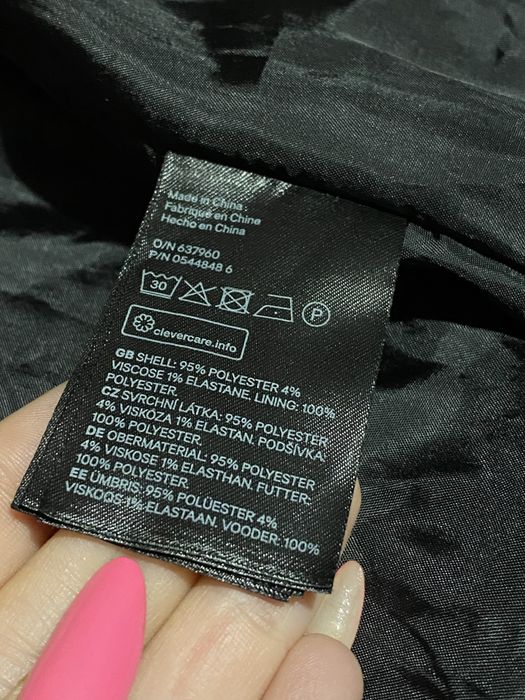 Made in China
Fabriqué en Chine
Hecho en China
O/N 637960
P/N 0544848 6
30
P
clevercare.info
GB SHELL: 95% POLYESTER 4%
VISCOSE 1% ELASTANE, LINING: 100%
POLYESTER.
CZ SVRCHNÍ LÁTKA: 95% POLYESTER
4% VISKÓZA 1% ELASTAN. PODŠÍVKA
100% POLYESTER.
DE OBERMATERIAL: 95% POLYESTER
4% VISKOSE 1% ELASTHAN. FUTTER:
100% POLYESTER.
EE ÜMBRIS: 95% POLÜESTER 4%
VISKOOS 1% ELASTAAN, VOODER: 100%